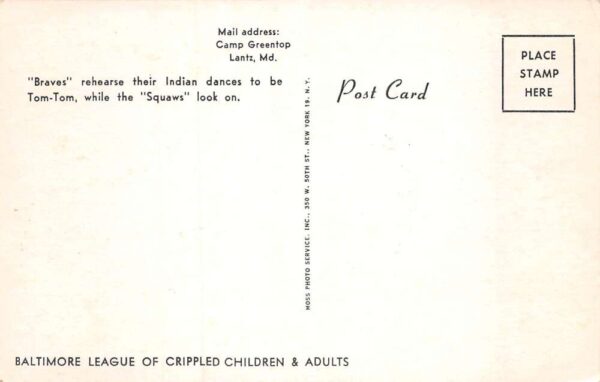 Mail address:
Camp Greentop
Lantz, Md.
"Braves" rehearse their Indian dances to be
Tom-Tom, while the "Squaws" look on.
MOSS PHOTO SERVICE, INC., 350 W. 50TH ST., NEW YORK 19, N.Y.
Post Card
PLACE
STAMP
HERE
BALTIMORE LEAGUE OF CRIPPLED CHILDREN & ADULTS